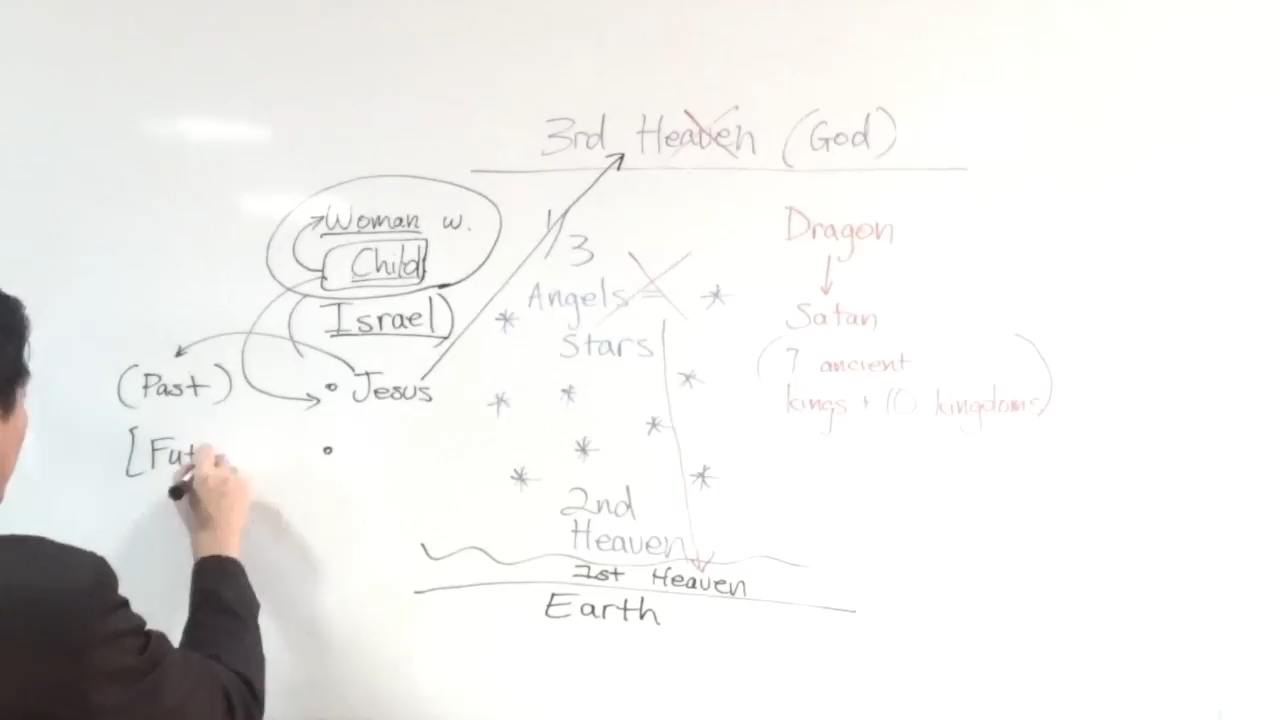 3rd Heaven (God)
Woman w.
Child
(Israel)
(Past)
• Jesus
[Fut
•
1/3
Angels
Stars
2nd
Heaven
1st Heaven
Earth
Dragon
Satan
(7 ancient
kings + 10 kingdoms)